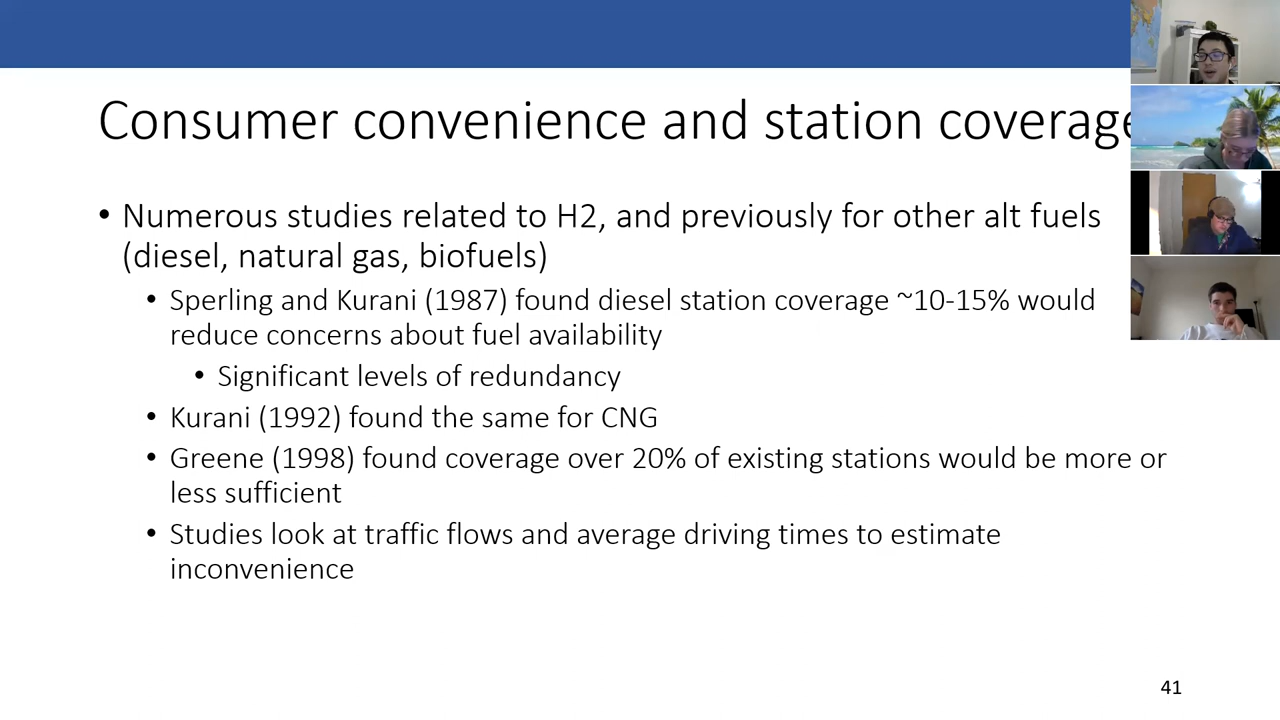 Consumer convenience and station coverage
• Numerous studies related to H2, and previously for other alt fuels
(diesel, natural gas, biofuels)
• Sperling and Kurani (1987) found diesel station coverage ~10-15% would
reduce concerns about fuel availability
• Significant levels of redundancy
• Kurani (1992) found the same for CNG
• Greene (1998) found coverage over 20% of existing stations would be more or
less sufficient
• Studies look at traffic flows and average driving times to estimate
inconvenience
41